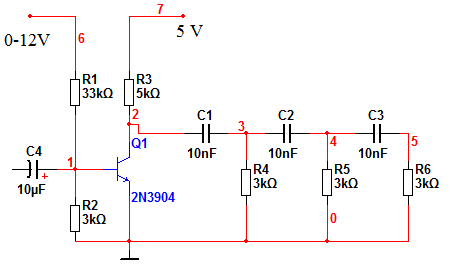 7
0-12V
6
5 V
R1
33kΩ
R3
5kΩ
2
C1
10nF
C2
10nF
C3
10nF
3
4
5
Q1
C4
10µF
+
1
2N3904
R2
3kΩ
R4
3kΩ
R5
3kΩ
R6
3kΩ
0